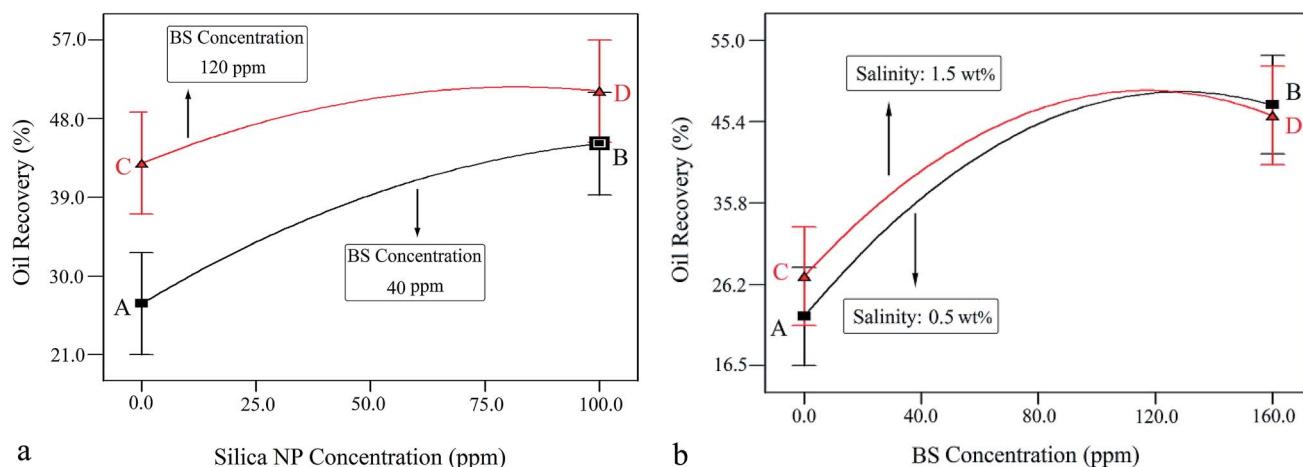 57.0
48.0
39.0
30.0
21.0
Oil Recovery (%)
BS Concentration
120 ppm
C
D
A
B
BS Concentration
40 ppm
0.0 25.0 50.0 75.0 100.0
Silica NP Concentration (ppm)
a
55.0
45.4
35.8
26.2
16.5
Oil Recovery (%)
Salinity: 1.5 wt%
B
D
C
A
Salinity: 0.5 wt%
0.0 40.0 80.0 120.0 160.0
BS Concentration (ppm)
b